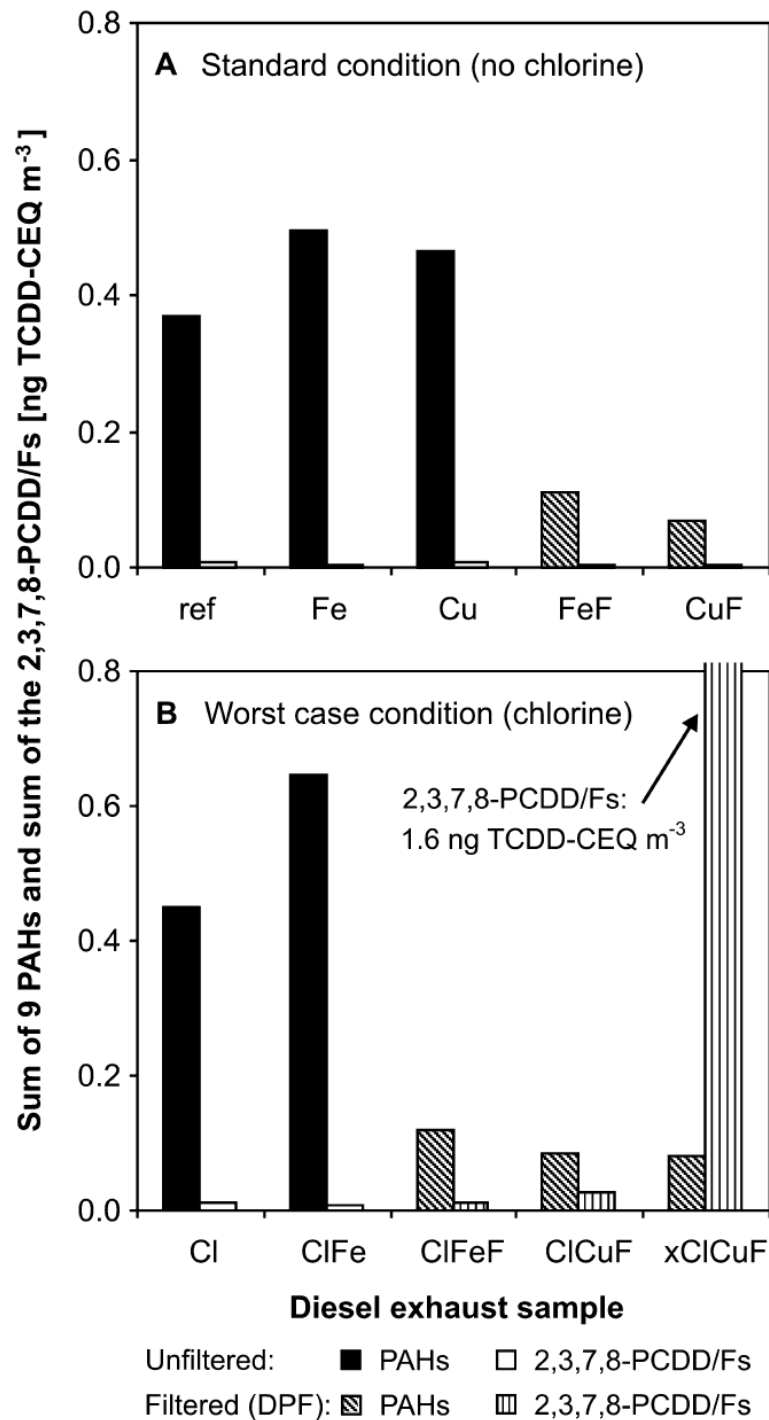 Sum of 9 PAHs and sum of the 2,3,7,8-PCDD/Fs [ng TCDD-CEQ m⁻³]
0.8
A Standard condition (no chlorine)
0.6
0.4
0.2
0.0
ref Fe Cu FeF CuF
0.8
B Worst case condition (chlorine)
0.6
2,3,7,8-PCDD/Fs:
1.6 ng TCDD-CEQ m⁻³
0.4
0.2
0.0
Cl ClFe ClFeF ClCuF xClCuF
Diesel exhaust sample
Unfiltered: PAHs 2,3,7,8-PCDD/Fs
Filtered (DPF): PAHs 2,3,7,8-PCDD/Fs